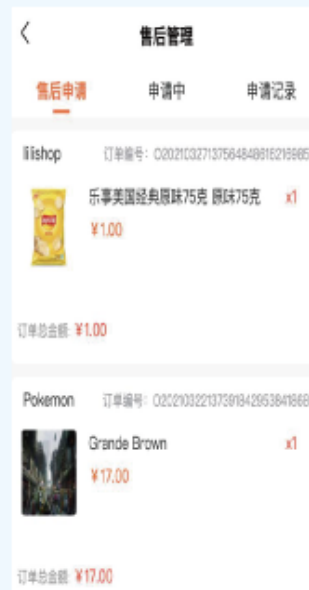 售后管理
售后申请 申请中 申请记录
lilishop 订单编号：
乐事美国经典原味75克 原味75克 x1
￥1.00
订单总金额: ￥1.00
Pokemon 订单编号：
Grande Brown x1
￥17.00
订单总金额: ￥17.00